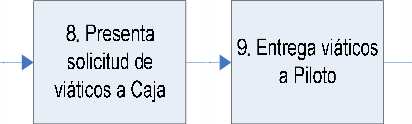 8. Presenta
solicitud de
viáticos a Caja
9. Entrega viáticos
a Piloto